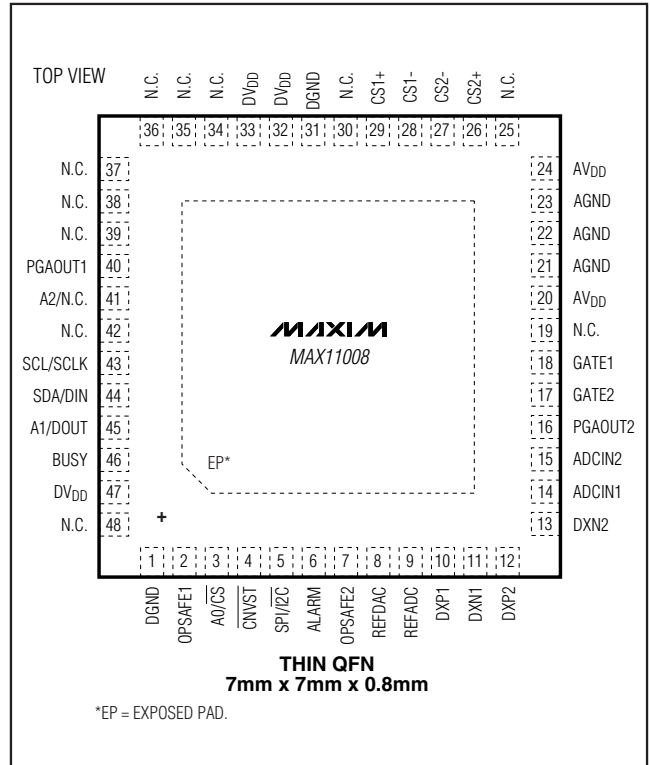 TOP VIEW
N.C. N.C. N.C. DVDD DVDD DGND N.C. CS1+ CS1- CS2- CS2+ N.C.
36 35 34 33 32 31 30 29 28 27 26 25
N.C. 37
N.C. 38
N.C. 39
PGAOUT1 40
A2/N.C. 41
N.C. 42
SCL/SCLK 43
SDA/DIN 44
A1/DOUT 45
BUSY 46
DVDD 47
N.C. 48
24 AVDD
23 AGND
22 AGND
21 AGND
20 AVDD
19 N.C.
18 GATE1
17 GATE2
16 PGAOUT2
15 ADCIN2
14 ADCIN1
13 DXN2
MAXIM
MAX11008
EP*
+
1 2 3 4 5 6 7 8 9 10 11 12
DGND OPSAFE1 A0/CS CNVST SPI/I2C ALARM OPSAFE2 REFDAC REFADC DXP1 DXN1 DXP2
THIN QFN
7mm x 7mm x 0.8mm
*EP = EXPOSED PAD.